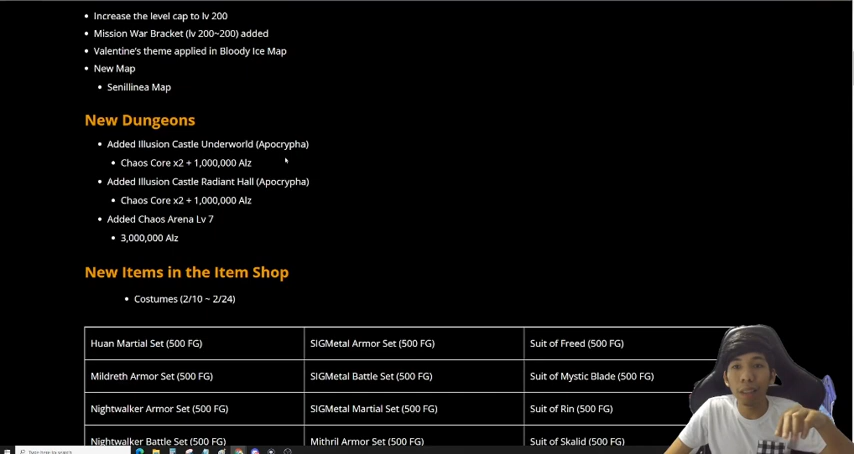 Increase the level cap to lv 200
Mission War Bracket (lv 200~200) added
Valentine's theme applied in Bloody Ice Map
New Map
Senillinea Map
New Dungeons
Added Illusion Castle Underworld (Apocrypha)
Chaos Core x2 + 1,000,000 Alz
Added Illusion Castle Radiant Hall (Apocrypha)
Chaos Core x2 + 1,000,000 Alz
Added Chaos Arena Lv 7
3,000,000 Alz
New Items in the Item Shop
Costumes (2/10 ~ 2/24)
Huan Martial Set (500 FG) SIGMetal Armor Set (500 FG) Suit of Freed (500 FG)
Mildreth Armor Set (500 FG) SIGMetal Battle Set (500 FG) Suit of Mystic Blade (500 FG)
Nightwalker Armor Set (500 FG) SIGMetal Martial Set (500 FG) Suit of Rin (500 FG)
Nightwalker Battle Set (500 FG) Mithril Armor Set (500 FG) Suit of Skalid (500 FG)
Type here to search